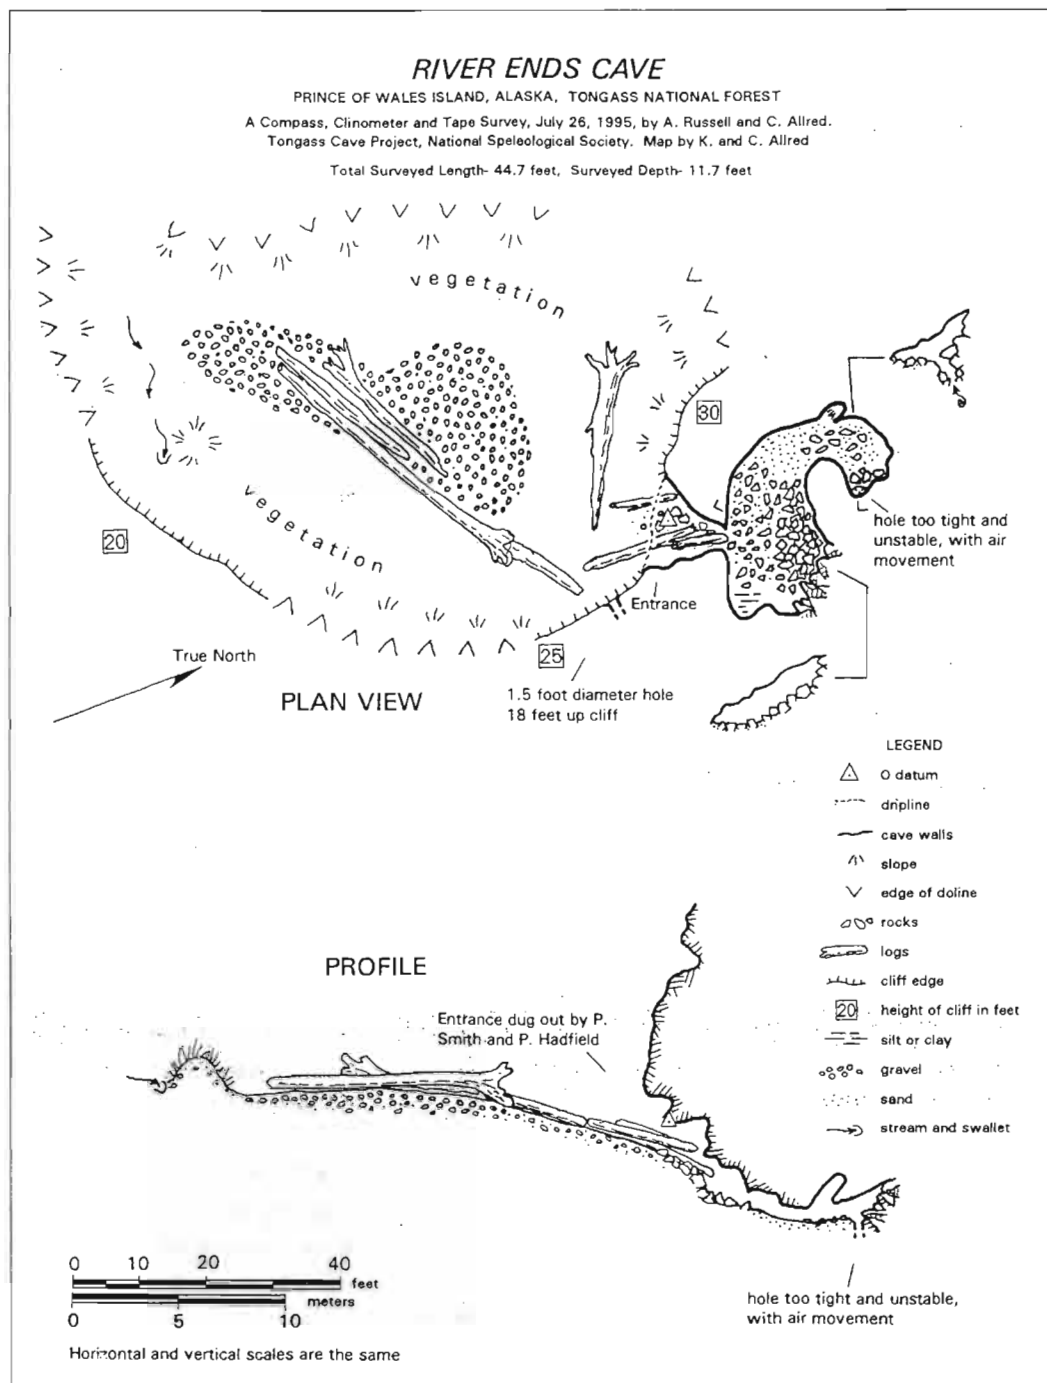 RIVER ENDS CAVE
PRINCE OF WALES ISLAND, ALASKA, TONGASS NATIONAL FOREST
A Compass, Clinometer and Tape Survey, July 26, 1995, by A. Russell and C. Allred.
Tongass Cave Project, National Speleological Society. Map by K. and C. Allred
Total Surveyed Length- 44.7 feet, Surveyed Depth- 11.7 feet
vegetation
30
vegetation
20
hole too tight and
unstable, with air
movement
Entrance
25
True North
PLAN VIEW
1.5 foot diameter hole
18 feet up cliff
LEGEND
O datum
dripline
cave walls
slope
edge of doline
rocks
logs
cliff edge
20 height of cliff in feet
silt or clay
gravel
sand
stream and swallet
PROFILE
Entrance dug out by P.
Smith and P. Hadfield
0 10 20 40
feet
meters
0 5 10
Horizontal and vertical scales are the same
hole too tight and unstable,
with air movement